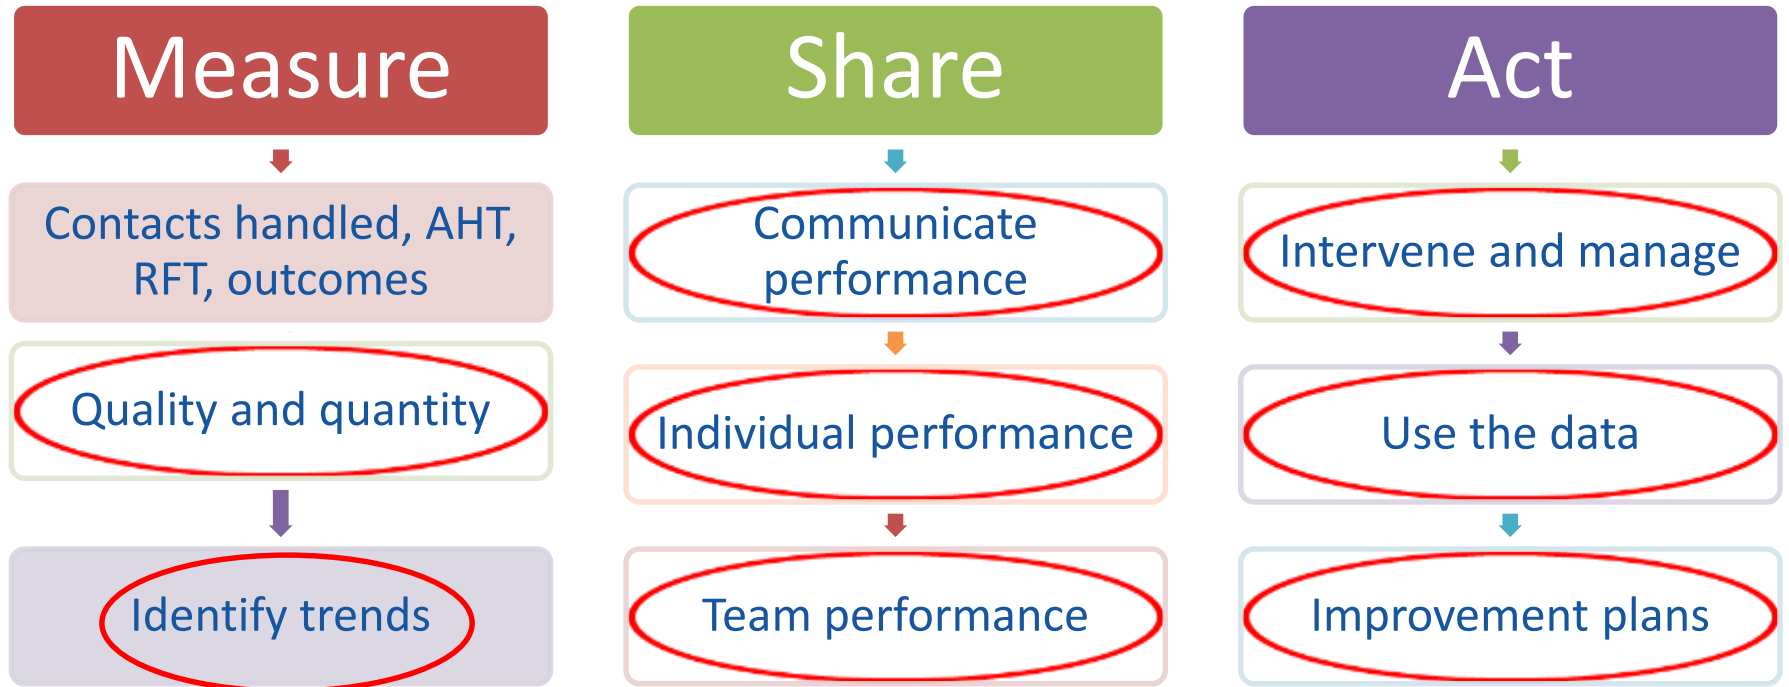 Measure
Contacts handled, AHT,
RFT, outcomes
Quality and quantity
Identify trends
Share
Communicate
performance
Individual performance
Team performance
Act
Intervene and manage
Use the data
Improvement plans